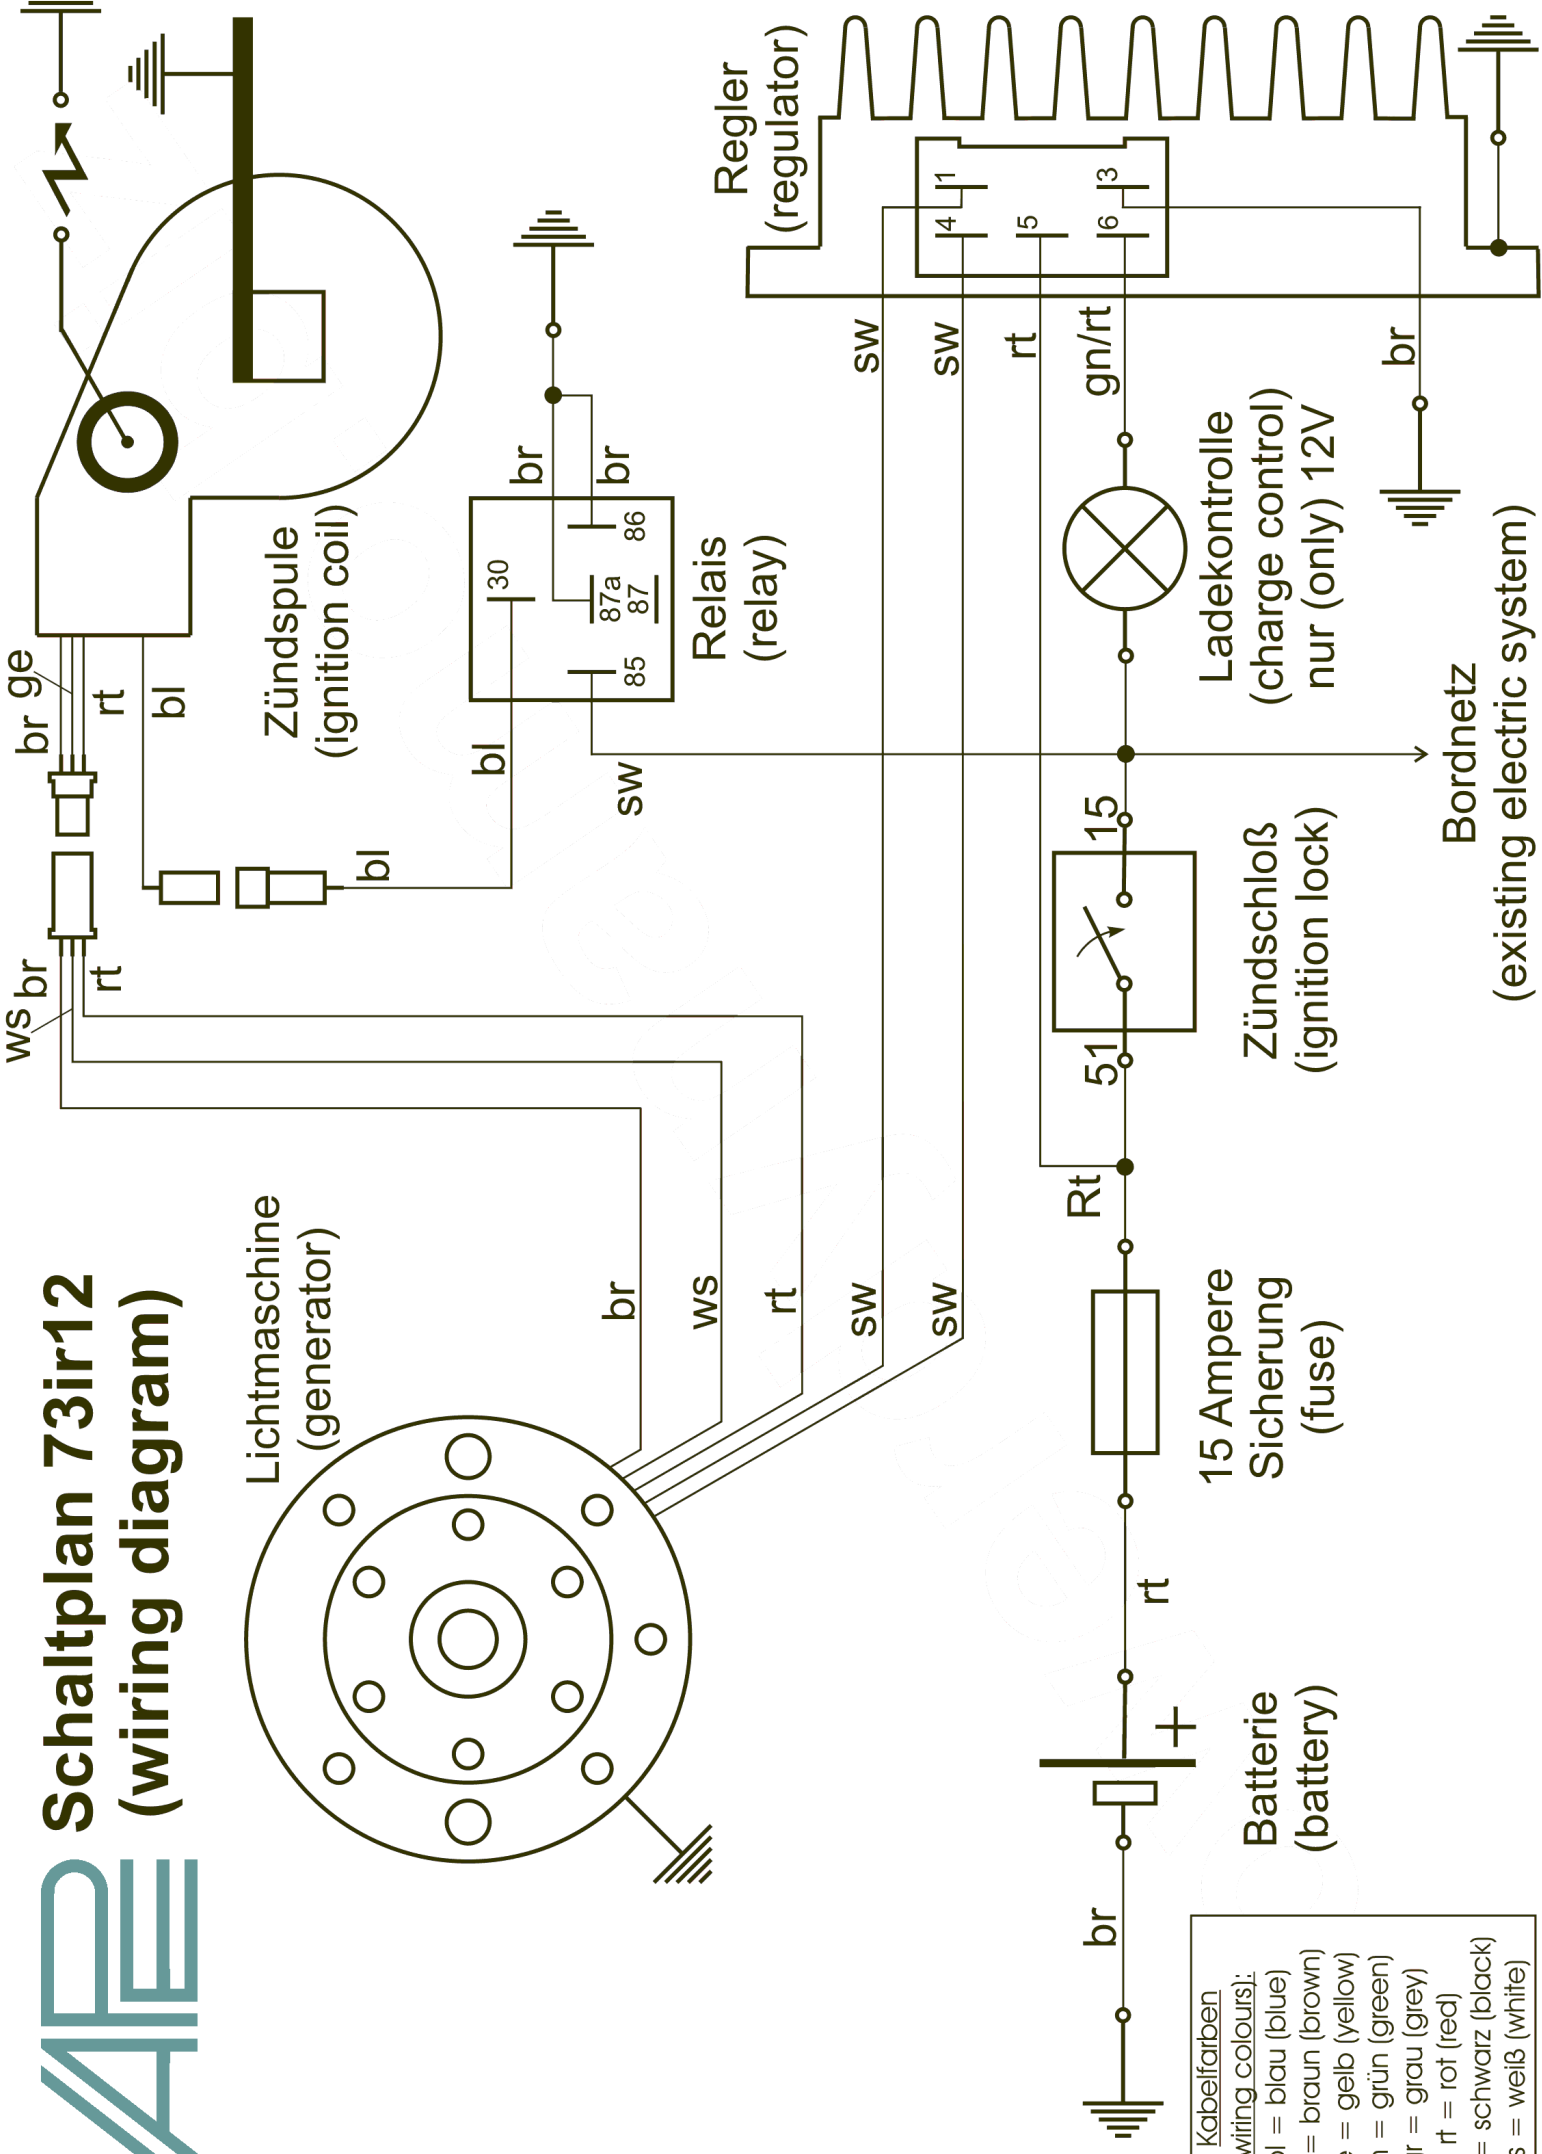 Schaltplan 73ir12
(wiring diagram)
Lichtmaschine
(generator)
ws
br
rt
br
ge
rt
bl
bl
Zündspule
(ignition coil)
bl
sw
br
br
30
87a
87
86
85
Relais
(relay)
Regler
(regulator)
1
4
5
6
3
br
ws
rt
sw
sw
sw
sw
rt
gn/rt
br
br
Batterie
(battery)
+
rt
15 Ampere
Sicherung
(fuse)
Rt
51
15
Zündschloß
(ignition lock)
Ladekontrolle
(charge control)
nur (only) 12V
Bordnetz
(existing electric system)
Kabelfarben
wiring colours):
= blau (blue)
= braun (brown)
= gelb (yellow)
= grün (green)
= grau (grey)
rt = rot (red)
= schwarz (black)
= weiß (white)